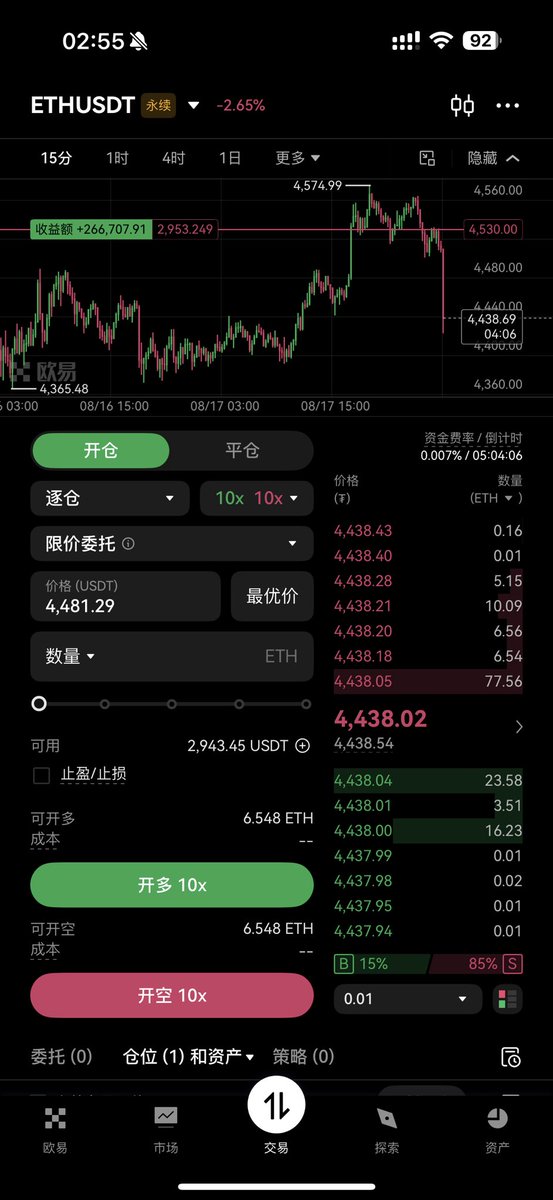 02:55
92
ETHUSDT 永续 -2.65%
15分 1时 4时 1日 更多 隐藏
4,574.99
4,560.00
收益额 +266,707.91 2,953.249 4,530.00
4,480.00
4,440.00
4,438.69
04:06
4,400.00
欧易
4,365.48
4,360.00
03:00 08/16 15:00 08/17 03:00 08/17 15:00
开仓 平仓
资金费率 / 倒计时
0.007% / 05:04:06
逐仓 10x 10x
价格 数量
(₮) (ETH)
限价委托
价格 (USDT)
4,481.29
最优价
数量 ETH
4,438.43 0.16
4,438.40 0.01
4,438.28 5.15
4,438.21 10.09
4,438.20 6.56
4,438.18 6.54
4,438.05 77.56
4,438.02
4,438.54
可用 2,943.45 USDT
止盈/止损
可开多 6.548 ETH
成本 --
开多 10x
可开空 6.548 ETH
成本 --
开空 10x
4,438.04 23.58
4,438.01 3.51
4,438.00 16.23
4,437.99 0.01
4,437.98 0.02
4,437.95 0.01
4,437.94 0.01
B 15% 85% S
0.01
委托 (0) 仓位 (1) 和资产 策略 (0)
欧易 市场 交易 探索 资产